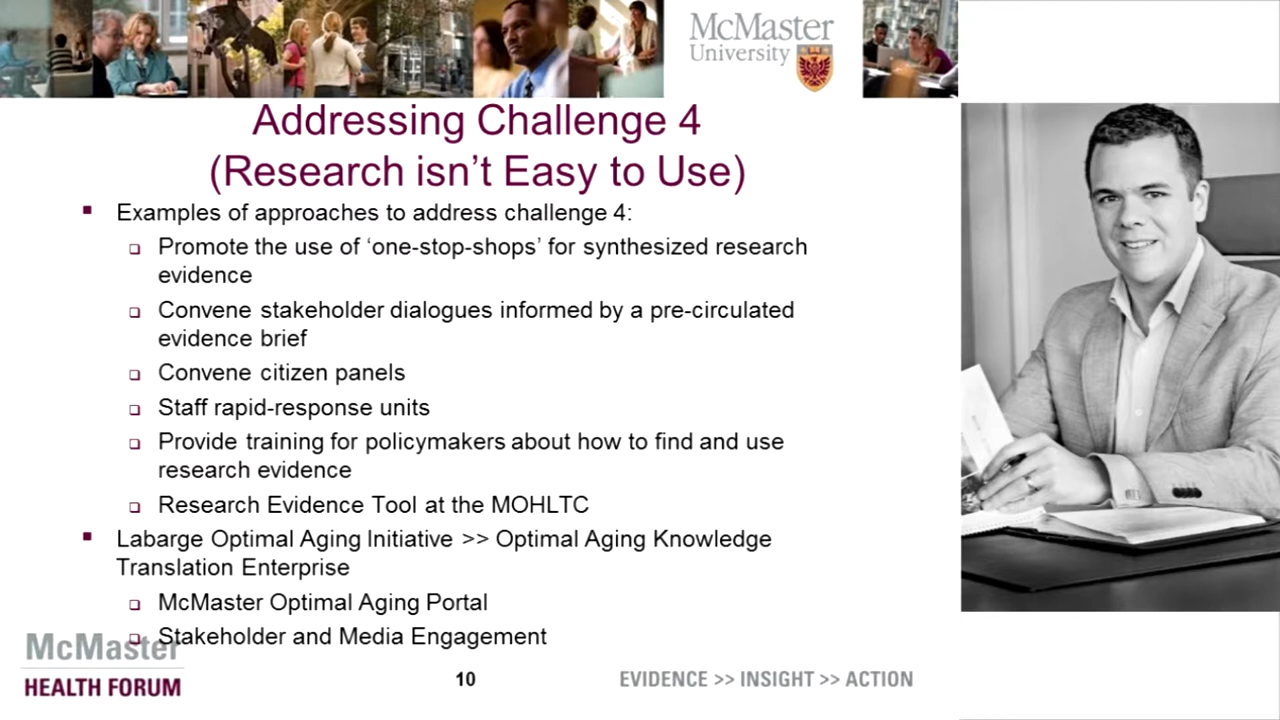 McMaster
University
Addressing Challenge 4
(Research isn’t Easy to Use)
Examples of approaches to address challenge 4:
Promote the use of ‘one-stop-shops’ for synthesized research
evidence
Convene stakeholder dialogues informed by a pre-circulated
evidence brief
Convene citizen panels
Staff rapid-response units
Provide training for policymakers about how to find and use
research evidence
Research Evidence Tool at the MOHLTC
Labarge Optimal Aging Initiative >> Optimal Aging Knowledge
Translation Enterprise
McMaster Optimal Aging Portal
Stakeholder and Media Engagement
McMaster
HEALTH FORUM
10
EVIDENCE >> INSIGHT >> ACTION